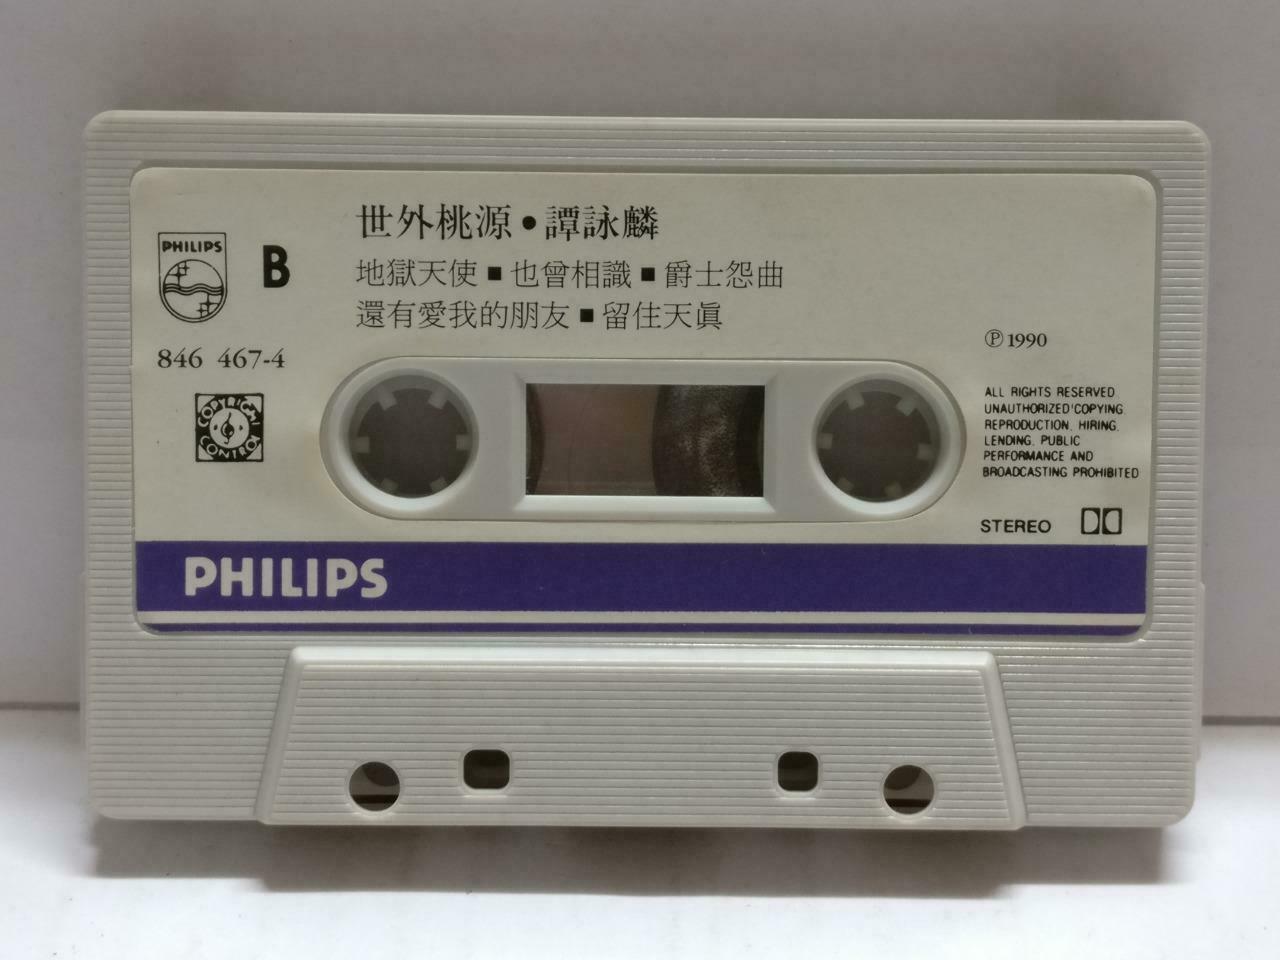 世外桃源●譚詠麟
PHILIPS
B
地獄天使■也曾相識■爵士怨曲
還有愛我的朋友■留住天眞
846 467-4
Ⓟ1990
COPYRIGHT
CONTROL
ALL RIGHTS RESERVED
UNAUTHORIZED COPYING
REPRODUCTION, HIRING,
LENDING, PUBLIC
PERFORMANCE AND
BROADCASTING PROHIBITED
STEREO
PHILIPS